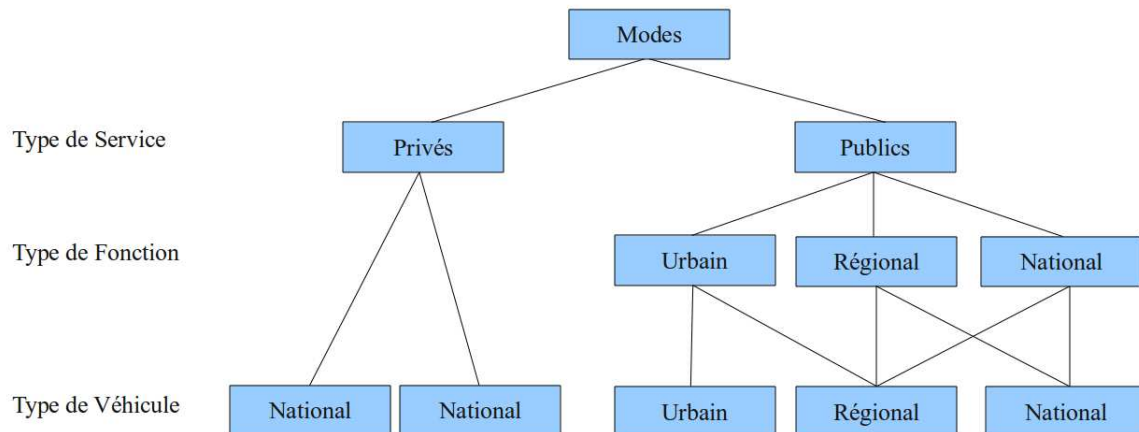 Modes
Type de Service
Privés
Publics
Type de Fonction
Urbain
Régional
National
Type de Véhicule
National
National
Urbain
Régional
National